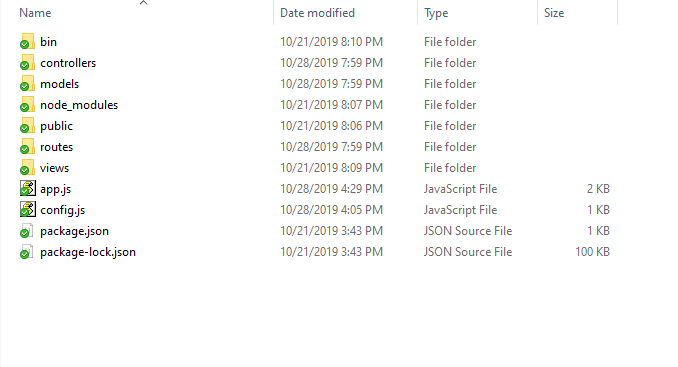 Name Date modified Type Size
bin 10/21/2019 8:10 PM File folder
controllers 10/28/2019 7:59 PM File folder
models 10/28/2019 7:59 PM File folder
node_modules 10/21/2019 8:07 PM File folder
public 10/21/2019 8:06 PM File folder
routes 10/28/2019 7:59 PM File folder
views 10/21/2019 8:09 PM File folder
app.js 10/28/2019 4:29 PM JavaScript File 2 KB
config.js 10/28/2019 4:05 PM JavaScript File 1 KB
package.json 10/21/2019 3:43 PM JSON Source File 1 KB
package-lock.json 10/21/2019 3:43 PM JSON Source File 100 KB